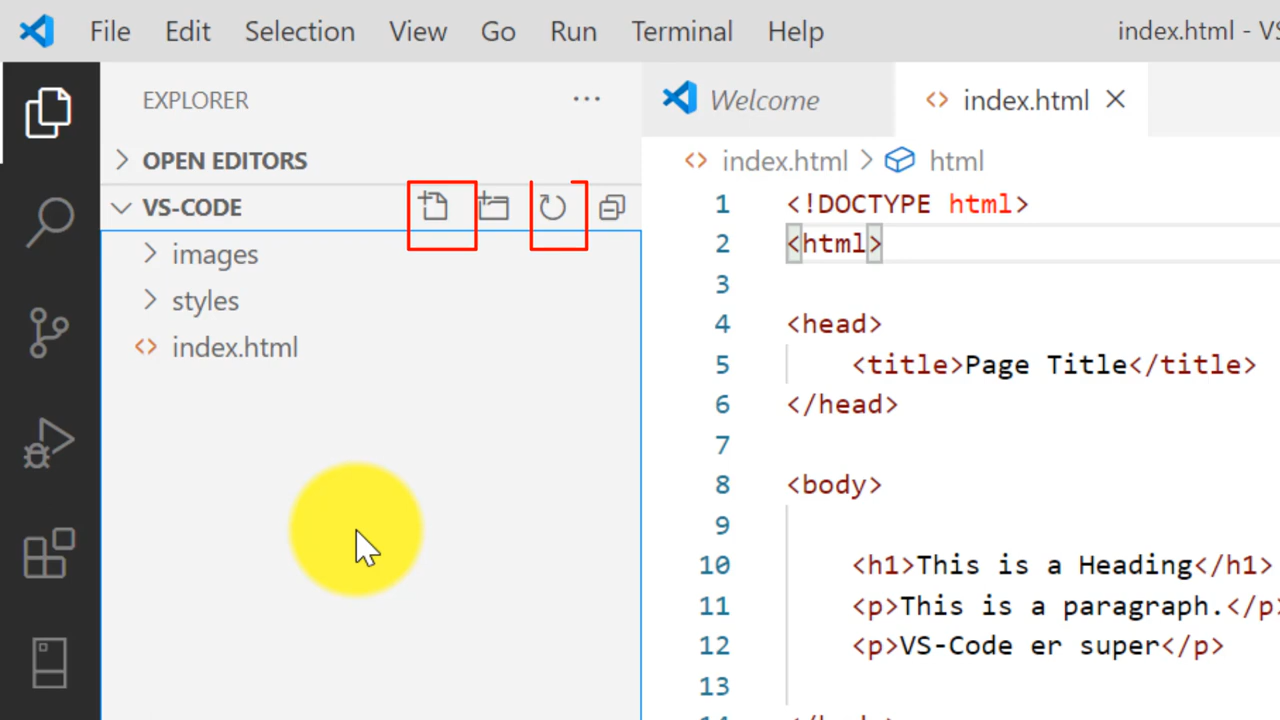 File Edit Selection View Go Run Terminal Help index.html - VS
EXPLORER
Welcome index.html
OPEN EDITORS
index.html > html
VS-CODE
images
styles
index.html
1 <!DOCTYPE html>
2 <html>
3
4 <head>
5 <title>Page Title</title>
6 </head>
7
8 <body>
9
10 <h1>This is a Heading</h1>
11 <p>This is a paragraph.</p>
12 <p>VS-Code er super</p>
13